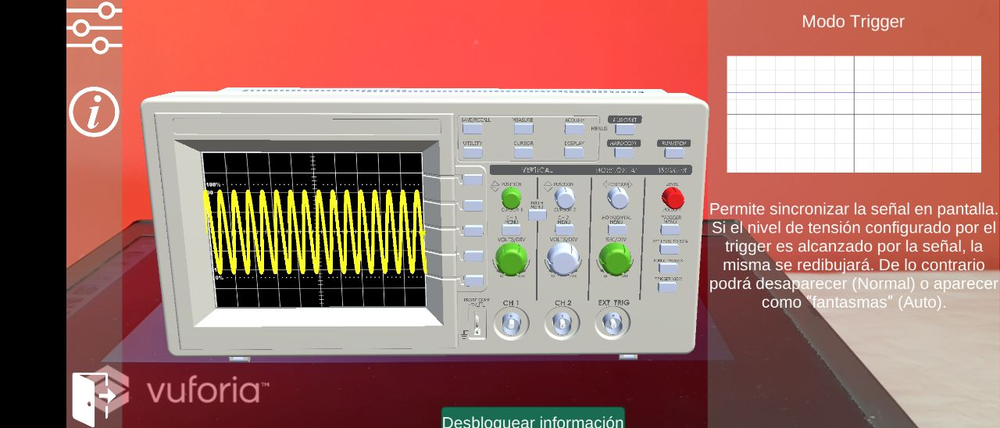 Modo Trigger
SAVE/RECALL MEASURE ACQUIRE AUTOSET
MENUS
UTILITY CURSOR DISPLAY HARDCOPY RUN/STOP
VERTICAL HORIZONTAL TRIGGER
POSITION POSITION POSITION LEVEL
CURSOR 1 CURSOR 2
MATH
MENU
CH 1
MENU
CH 2
MENU
HORIZONTAL
MENU
TRIGGER
MENU
VOLTS/DIV VOLTS/DIV SEC/DIV
SET LEVEL TO 50%
FORCE TRIGGER
TRIGGER VIEW
PROBE COMP
CH 1 CH 2 EXT TRIG
100%
0%
Permite sincronizar la señal en pantalla.
Si el nivel de tensión configurado por el
trigger es alcanzado por la señal, la
misma se redibujará. De lo contrario
podrá desaparecer (Normal) o aparecer
como "fantasmas" (Auto).
vuforia™
Desbloquear información